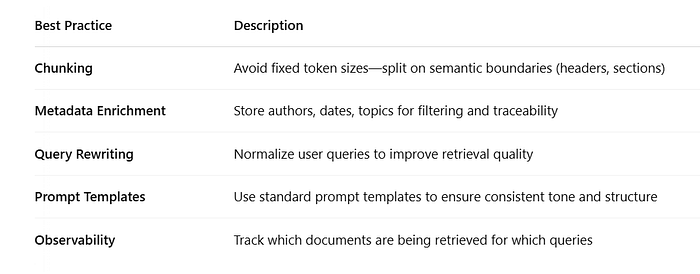 Best Practice Description
Chunking Avoid fixed token sizes—split on semantic boundaries (headers, sections)
Metadata Enrichment Store authors, dates, topics for filtering and traceability
Query Rewriting Normalize user queries to improve retrieval quality
Prompt Templates Use standard prompt templates to ensure consistent tone and structure
Observability Track which documents are being retrieved for which queries